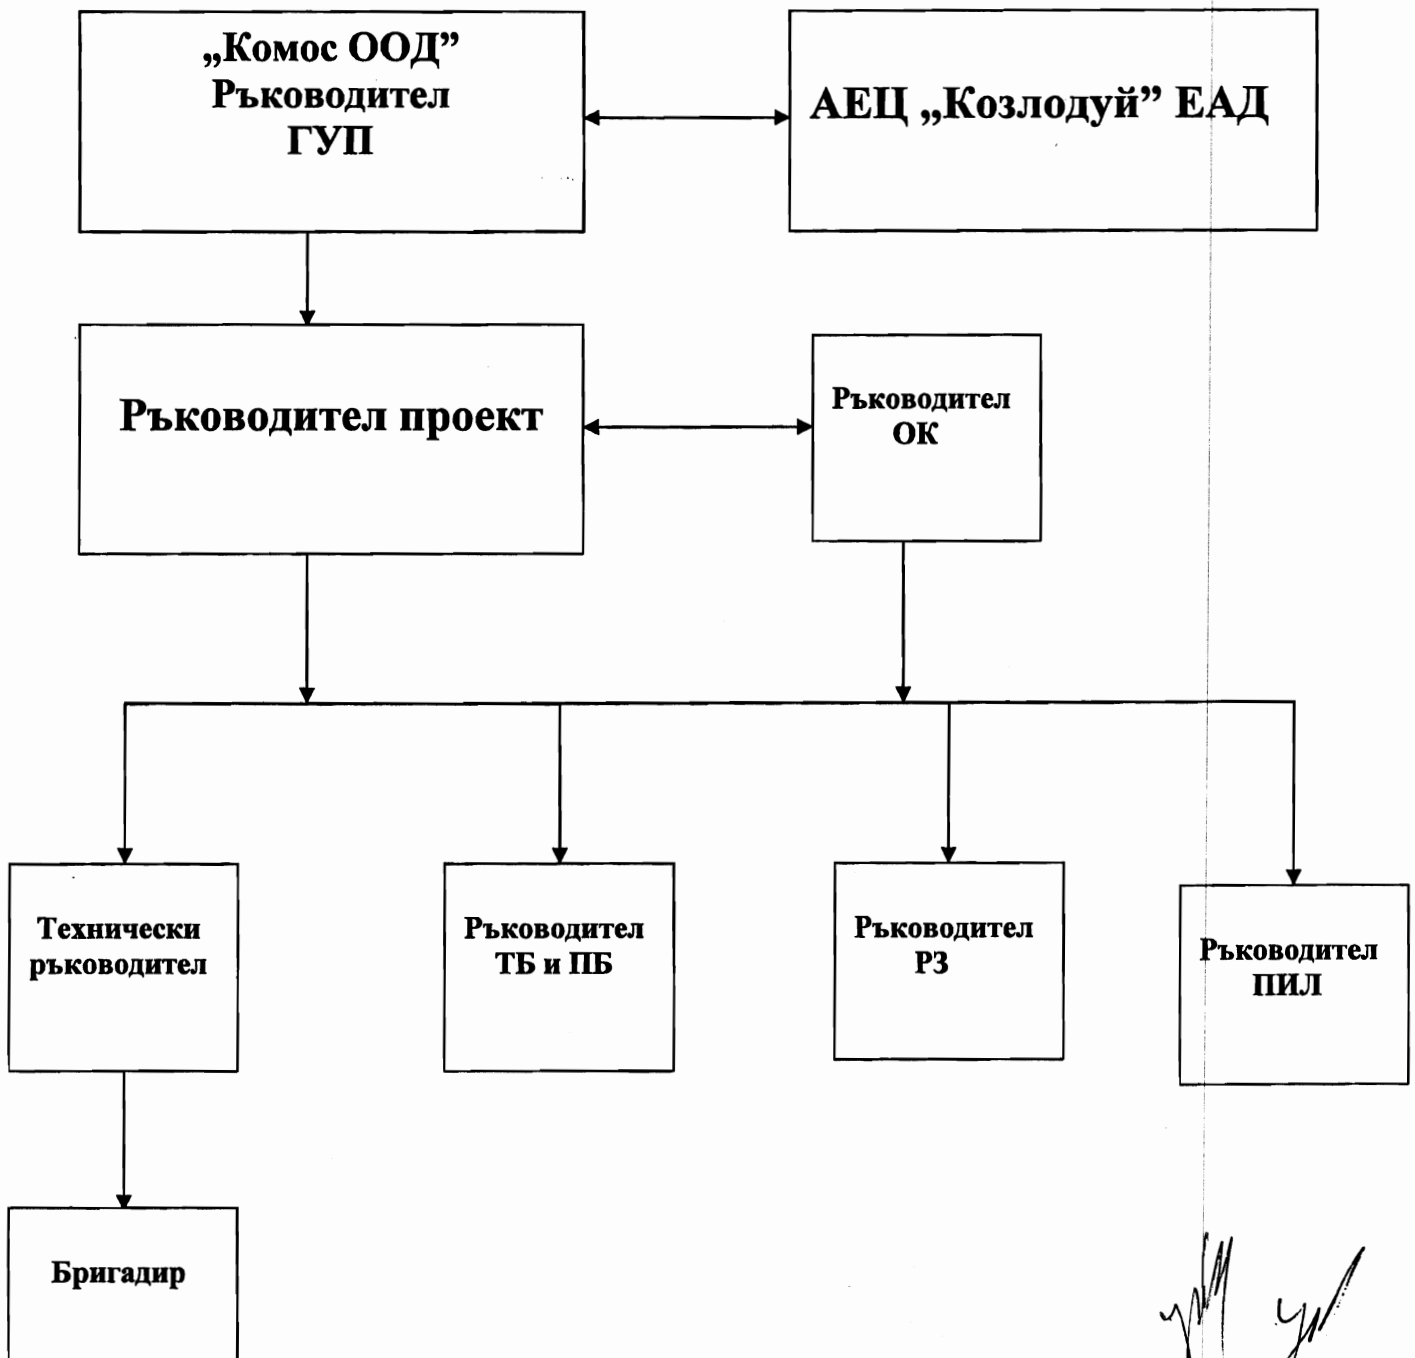 „Комос ООД”
Ръководител
ГУП
АЕЦ „Козлодуй” ЕАД
Ръководител проект
Ръководител
ОК
Технически
ръководител
Ръководител
ТБ и ПБ
Ръководител
РЗ
Ръководител
ПИЛ
Бригадир